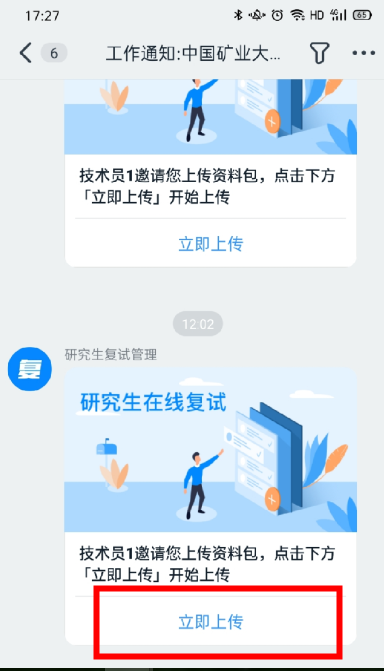 17:27
HD 4G 65
6
工作通知:中国矿业大...
技术员1邀请您上传资料包，点击下方
「立即上传」开始上传
立即上传
12:02
复
研究生复试管理
研究生在线复试
技术员1邀请您上传资料包，点击下方
「立即上传」开始上传
立即上传